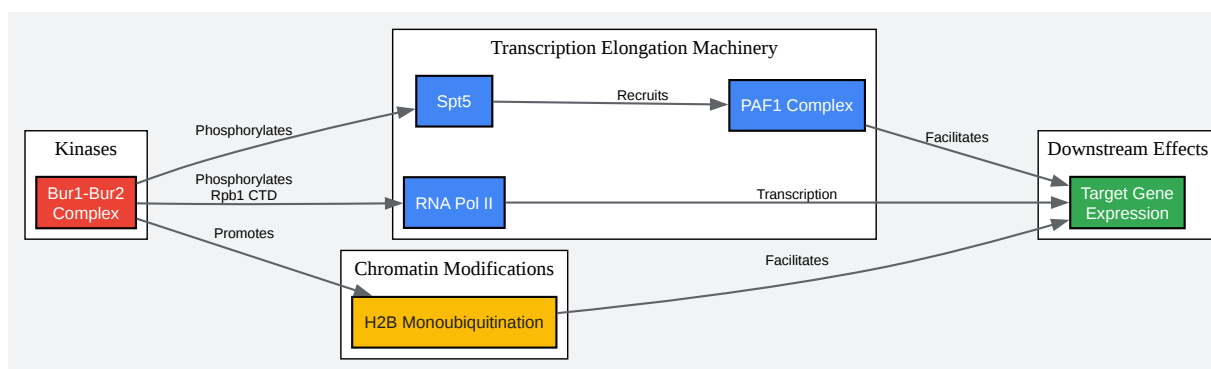 Transcription Elongation Machinery
Spt5
Recruits
PAF1 Complex
Phosphorylates
Facilitates
Kinases
Downstream Effects
Bur1-Bur2
Complex
Phosphorylates
Rpb1 CTD
RNA Pol II
Transcription
Target Gene
Expression
Promotes
Chromatin Modifications
Facilitates
H2B Monoubiquitination